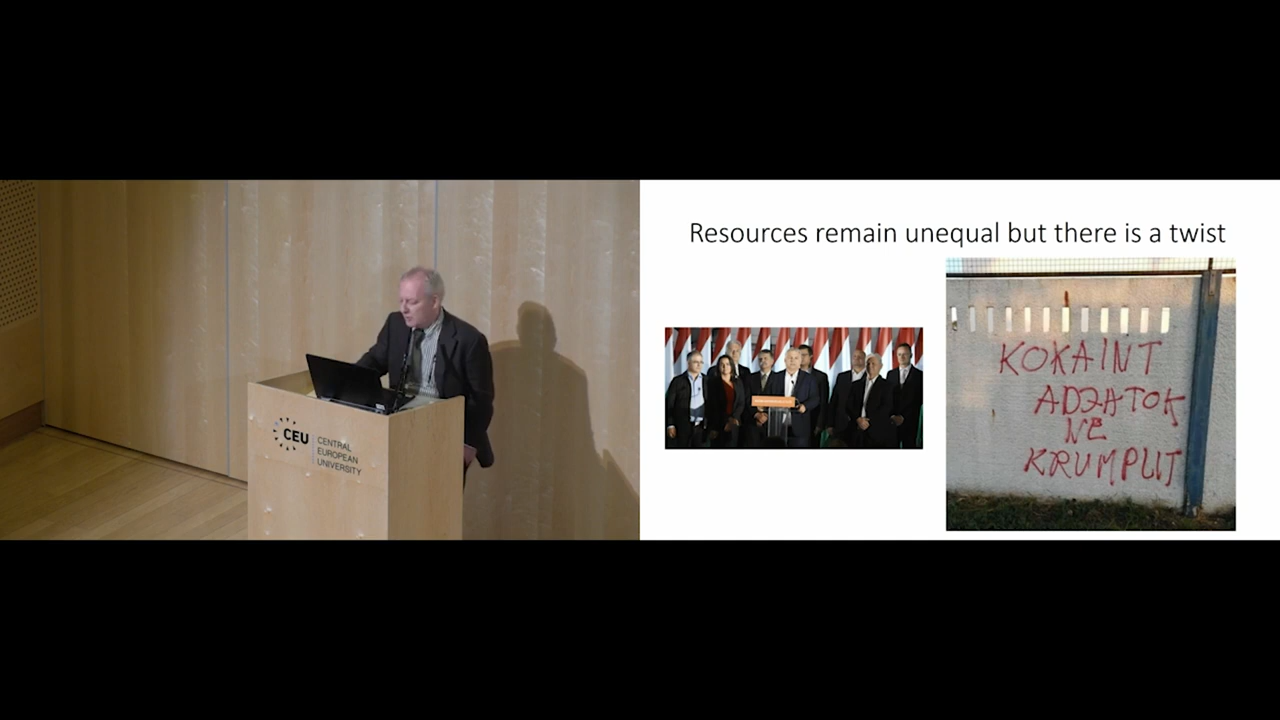 CEU
CENTRAL
EUROPEAN
UNIVERSITY
Resources remain unequal but there is a twist
KOKAINT
ADJATOK
NE
KRUMPLIT